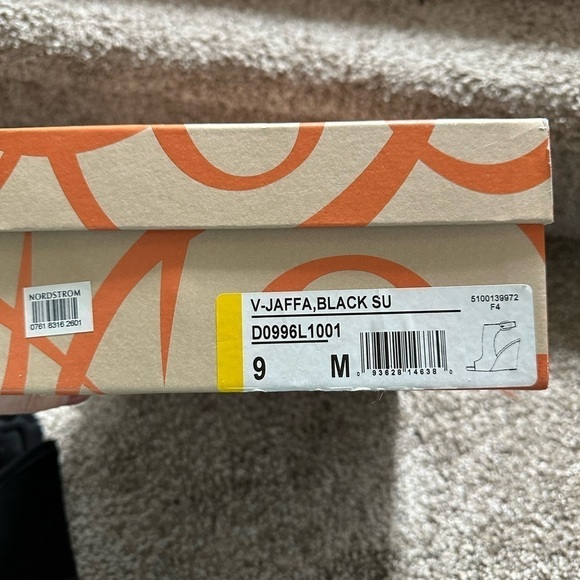 NORDSTROM
0761 8316 2601
V-JAFFA,BLACK SU
5100139972
F4
D0996L1001
9 M
0 93628 14638 0